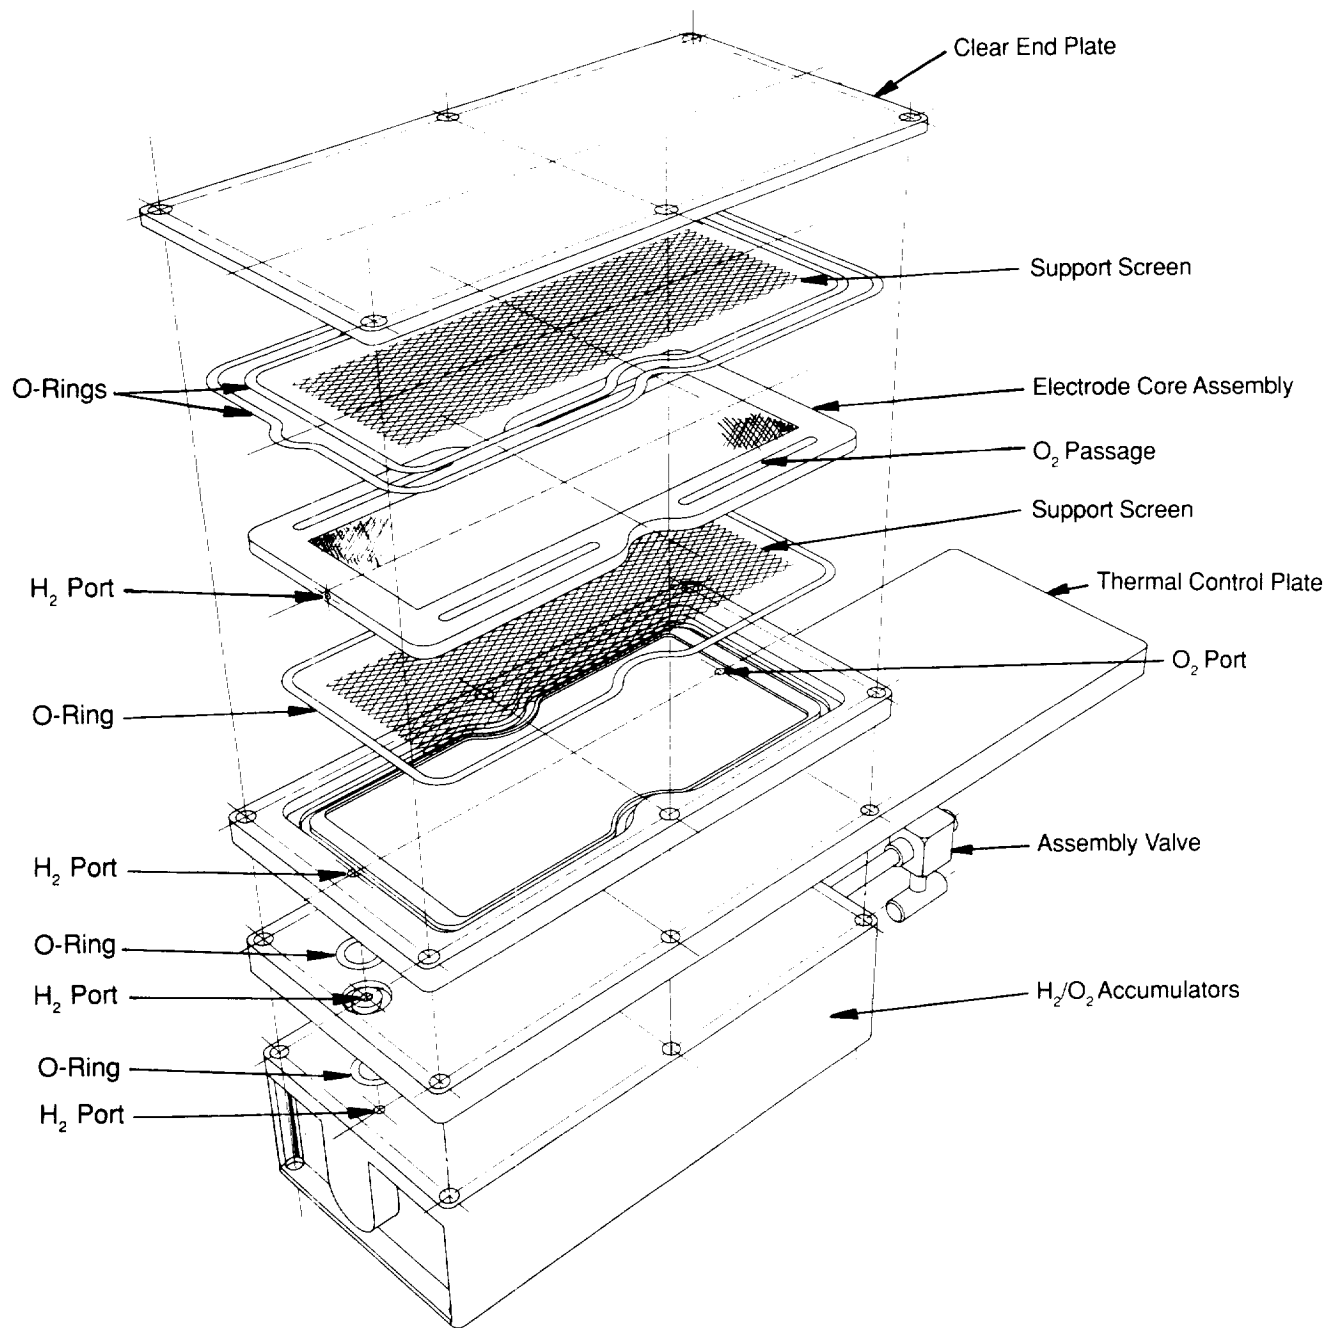 Clear End Plate
Support Screen
O-Rings
Electrode Core Assembly
O₂ Passage
Support Screen
H₂ Port
Thermal Control Plate
O₂ Port
O-Ring
Assembly Valve
H₂ Port
O-Ring
H₂ Port
H₂/O₂ Accumulators
O-Ring
H₂ Port